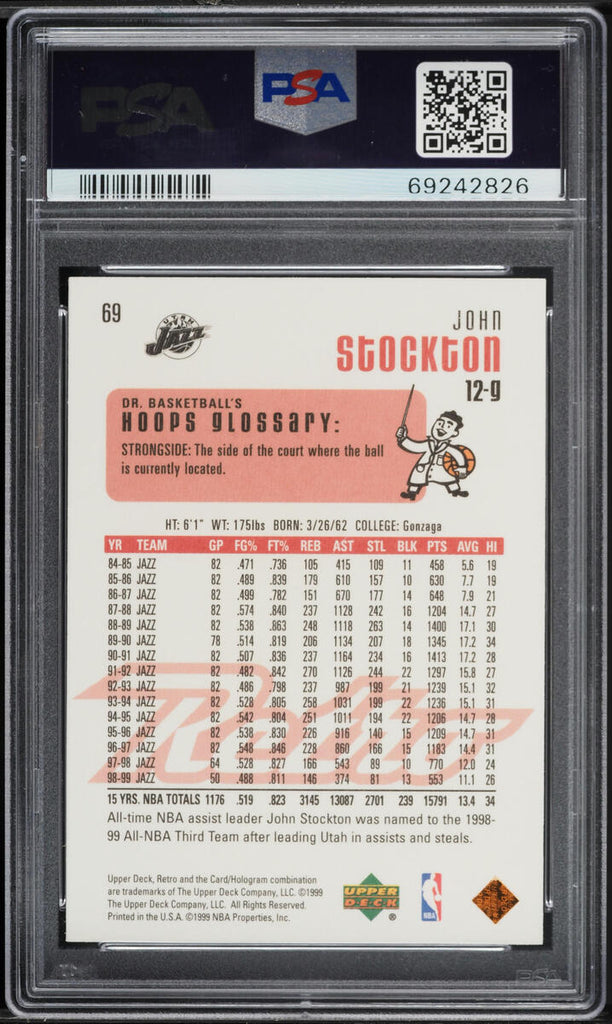 PSA
PSA
69242826
69
UTAH
JAZZ
JOHN
STOCKTON
12-g
DR. BASKETBALL'S
HOOPS GLOSSARY:
STRONGSIDE: The side of the court where the ball
is currently located.
HT: 6'1" WT: 175lbs BORN: 3/26/62 COLLEGE: Gonzaga
YR TEAM GP FG% FT% REB AST STL BLK PTS AVG HI
84-85 JAZZ 82 .471 .736 105 415 109 11 458 5.6 19
85-86 JAZZ 82 .489 .839 179 610 157 10 630 7.7 19
86-87 JAZZ 82 .499 .782 151 670 177 14 648 7.9 21
87-88 JAZZ 82 .574 .840 237 1128 242 16 1204 14.7 27
88-89 JAZZ 82 .538 .863 248 1118 263 14 1400 17.1 30
89-90 JAZZ 78 .514 .819 206 1134 207 18 1345 17.2 34
90-91 JAZZ 82 .507 .836 237 1164 234 16 1413 17.2 28
91-92 JAZZ 82 .482 .842 270 1126 244 22 1297 15.8 27
92-93 JAZZ 82 .486 .798 237 987 199 21 1239 15.1 32
93-94 JAZZ 82 .528 .805 258 1031 199 22 1236 15.1 31
94-95 JAZZ 82 .542 .804 251 1011 194 22 1206 14.7 28
95-96 JAZZ 82 .538 .830 226 916 140 15 1209 14.7 31
96-97 JAZZ 82 .548 .846 228 860 166 15 1183 14.4 31
97-98 JAZZ 64 .528 .827 166 543 89 10 770 12.0 24
98-99 JAZZ 50 .488 .811 146 374 81 13 553 11.1 26
Retro
15 YRS. NBA TOTALS 1176 .519 .823 3145 13087 2701 239 15791 13.4 34
All-time NBA assist leader John Stockton was named to the 1998-
99 All-NBA Third Team after leading Utah in assists and steals.
Upper Deck, Retro and the Card/Hologram combination
are trademarks of The Upper Deck Company, LLC. ©1999
The Upper Deck Company, LLC. All Rights Reserved.
Printed in the U.S.A. ©1999 NBA Properties, Inc.
UPPER
DECK
®
NBA
PSA